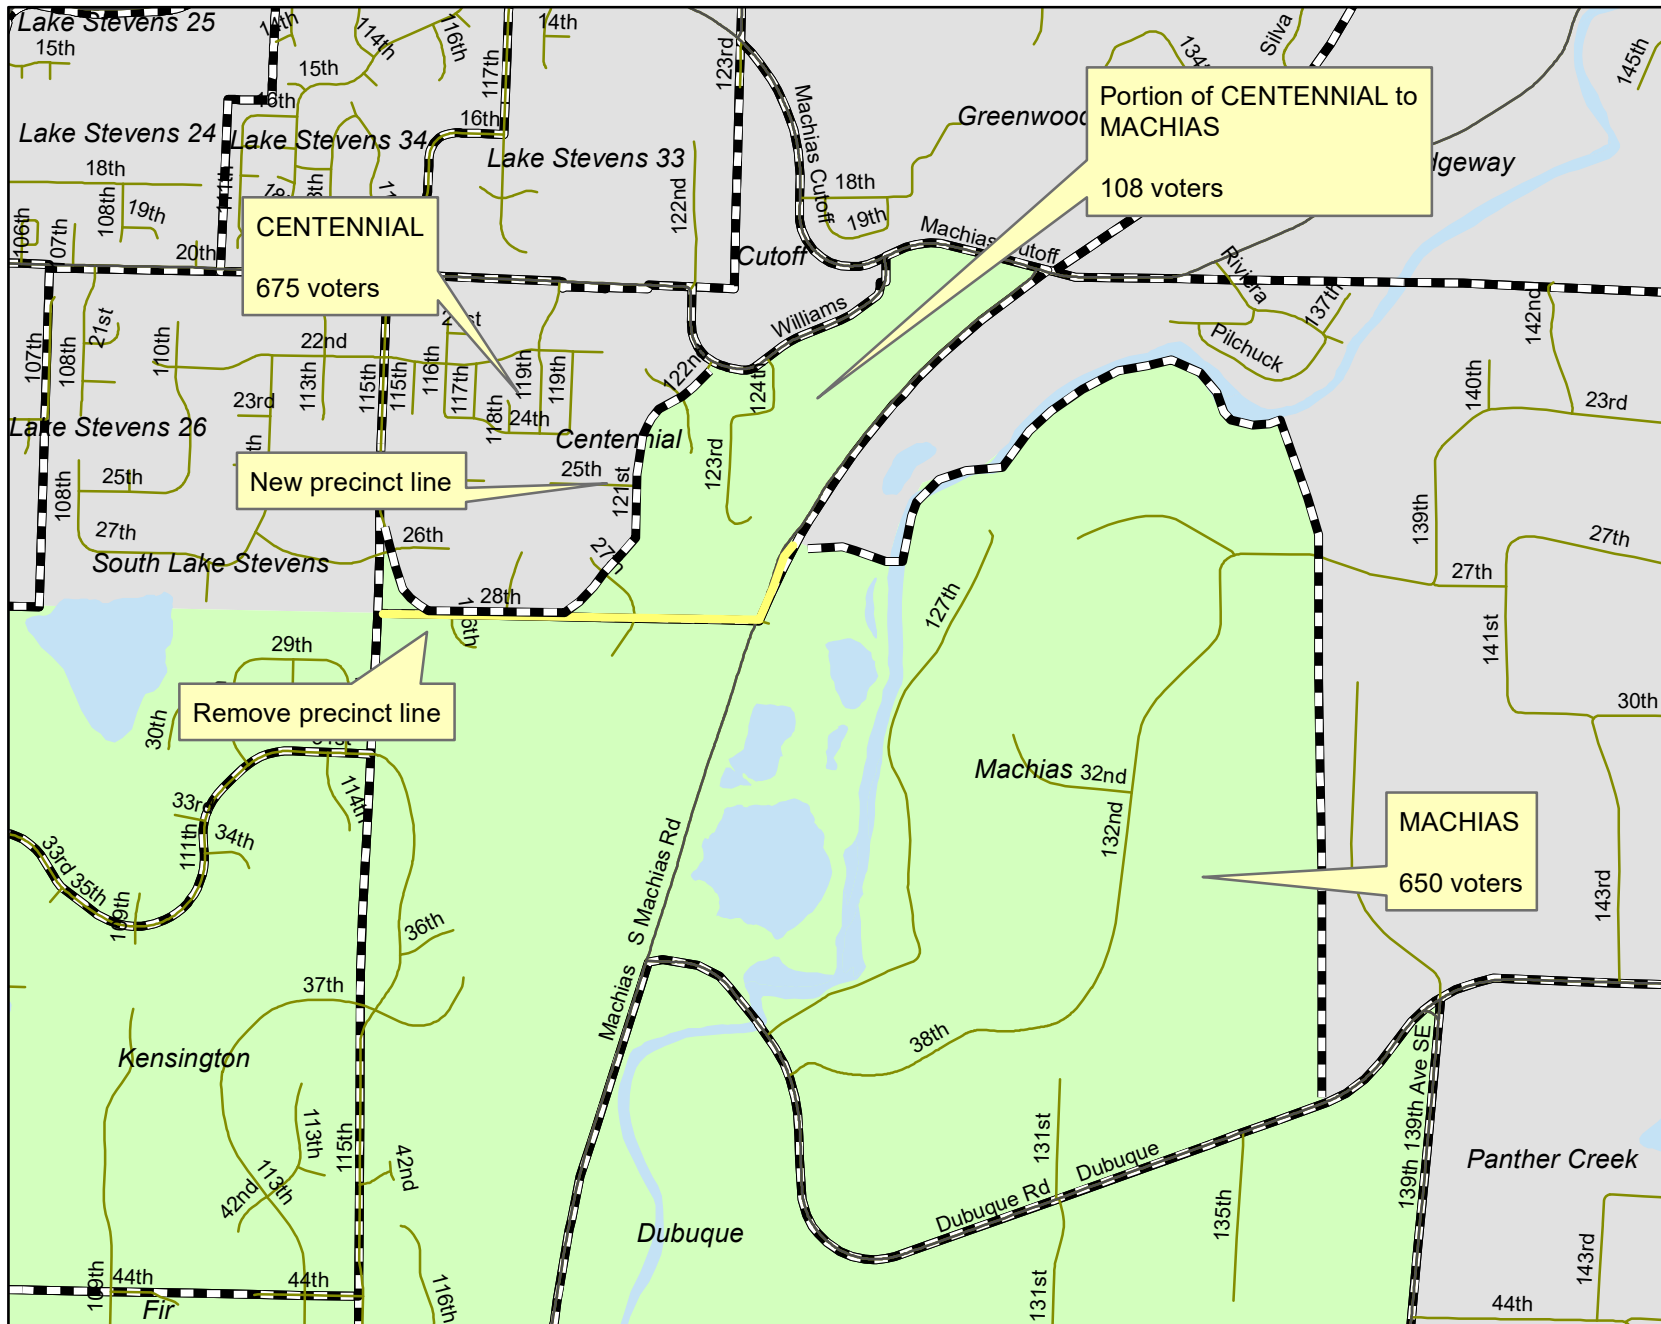 Lake Stevens 25
14th
114th
116th
117th
14th
123rd
Silva
145th
15th
15th
16th
16th
Machias Cutoff
Greenwood
Portion of CENTENNIAL to
MACHIAS
108 voters
Lake Stevens 24
Lake Stevens 34
Lake Stevens 33
dgeway
18th
111th
122nd
18th
108th
19th
19th
CENTENNIAL
675 voters
106th
107th
20th
Cutoff
Machias Cutoff
Riviera
137th
142nd
Williams
Pilchuck
21st
107th
108th
110th
22nd
113th
115th
115th
116th
117th
118th
119th
119th
122nd
124th
140th
23rd
24th
23rd
Lake Stevens 26
Centennial
123rd
108th
25th
New precinct line
25th
121st
139th
27th
26th
27th
27th
South Lake Stevens
27th
28th
127th
141st
29th
Remove precinct line
30th
30th
Machias
32nd
114th
33rd
111th
34th
132nd
MACHIAS
650 voters
33rd
35th
109th
S Machias Rd
143rd
36th
37th
Machias
38th
Kensington
139th Ave SE
113th
115th
42nd
131st
Dubuque
Panther Creek
113th
42nd
139th
Dubuque Rd
135th
Dubuque
109th
44th
44th
116th
131st
143rd
Fir
44th